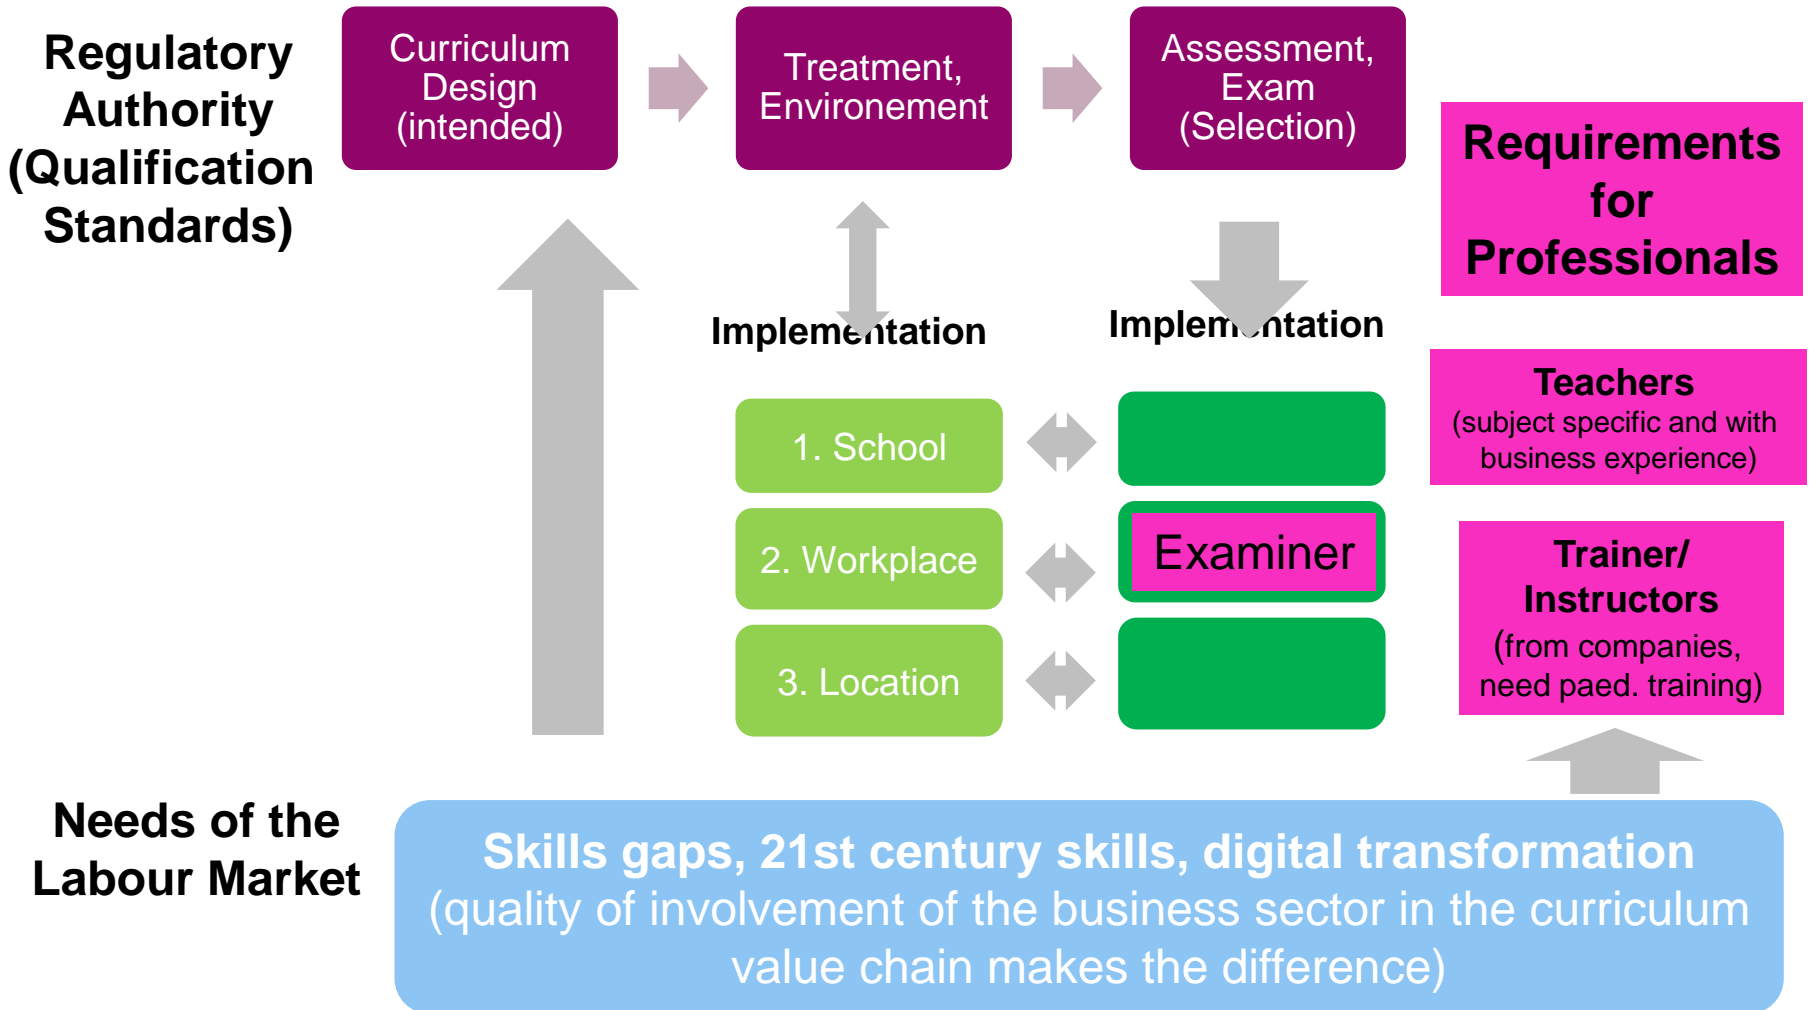 Regulatory
Authority
(Qualification
Standards)
Curriculum
Design
(intended)
Treatment,
Environement
Assessment,
Exam
(Selection)
Requirements
for
Professionals
Implementation
Implementation
Teachers
(subject specific and with
business experience)
1. School
2. Workplace
Examiner
3. Location
Trainer/
Instructors
(from companies,
need paed. training)
Needs of the
Labour Market
Skills gaps, 21st century skills, digital transformation
(quality of involvement of the business sector in the curriculum
value chain makes the difference)